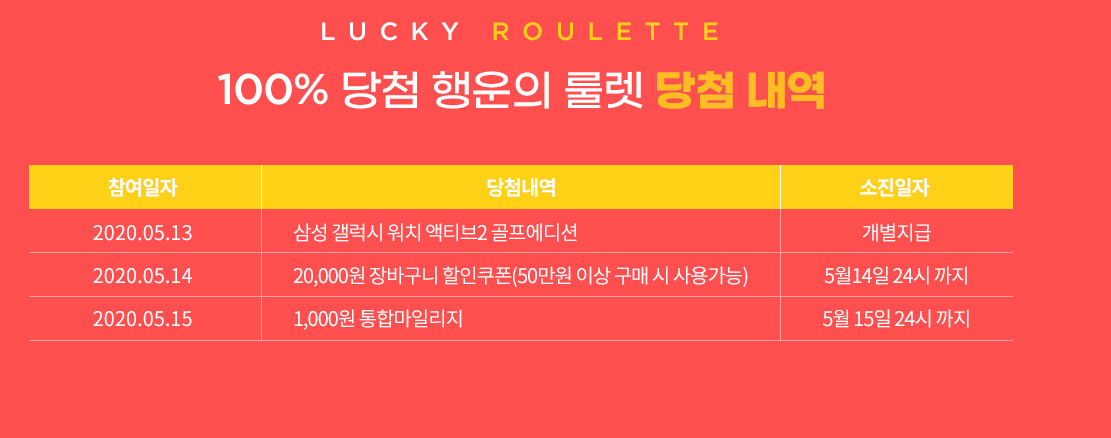 LUCKY ROULETTE
100% 당첨 행운의 룰렛 당첨 내역
참여일자 당첨내역 소진일자
2020.05.13 삼성 갤럭시 워치 액티브2 골프에디션 개별지급
2020.05.14 20,000원 장바구니 할인쿠폰(50만원 이상 구매 시 사용가능) 5월14일 24시 까지
2020.05.15 1,000원 통합마일리지 5월 15일 24시 까지